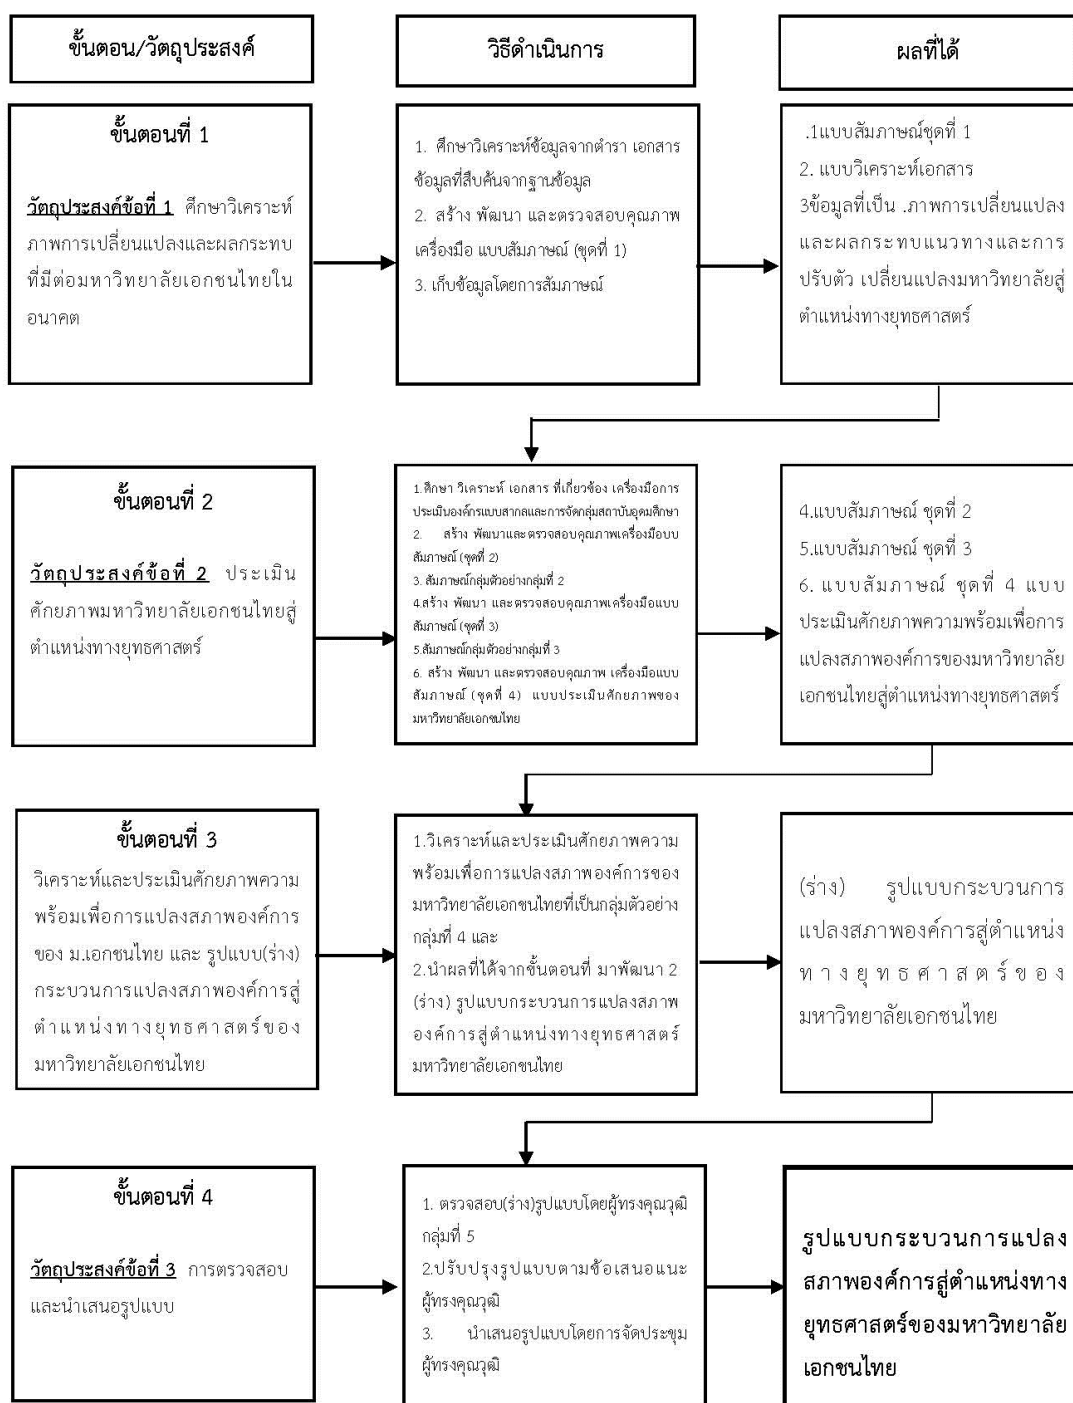 ขั้นตอน/วัตถุประสงค์
วิธีดำเนินการ
ผลที่ได้
ขั้นตอนที่ 1
วัตถุประสงค์ข้อที่ 1 ศึกษาวิเคราะห์
ภาพการเปลี่ยนแปลงและผลกระทบ
ที่มีต่อมหาวิทยาลัยเอกชนไทยใน
อนาคต
1. ศึกษาวิเคราะห์ข้อมูลจากตำรา เอกสาร
ข้อมูลที่สืบค้นจากฐานข้อมูล
2. สร้าง พัฒนา และตรวจสอบคุณภาพ
เครื่องมือ แบบสัมภาษณ์ (ชุดที่ 1)
3. เก็บข้อมูลโดยการสัมภาษณ์
.1แบบสัมภาษณ์ชุดที่ 1
2. แบบวิเคราะห์เอกสาร
3ข้อมูลที่เป็น .ภาพการเปลี่ยนแปลง
และผลกระทบแนวทางและการ
ปรับตัว เปลี่ยนแปลงมหาวิทยาลัยสู่
ตำแหน่งทางยุทธศาสตร์
ขั้นตอนที่ 2
วัตถุประสงค์ข้อที่ 2 ประเมิน
ศักยภาพมหาวิทยาลัยเอกชนไทยสู่
ตำแหน่งทางยุทธศาสตร์
1.ศึกษา วิเคราะห์ เอกสาร ที่เกี่ยวข้อง เครื่องมือการ
ประเมินองค์กรแบบสากลและการจัดกลุ่มสถาบันอุดมศึกษา
2. สร้าง พัฒนาและตรวจสอบคุณภาพเครื่องมือบบ
สัมภาษณ์ (ชุดที่ 2)
3. สัมภาษณ์กลุ่มตัวอย่างกลุ่มที่ 2
4.สร้าง พัฒนา และตรวจสอบคุณภาพเครื่องมือแบบ
สัมภาษณ์ (ชุดที่ 3)
5.สัมภาษณ์กลุ่มตัวอย่างกลุ่มที่ 3
6. สร้าง พัฒนา และตรวจสอบคุณภาพ เครื่องมือแบบ
สัมภาษณ์ (ชุดที่ 4) แบบประเมินศักยภาพของ
มหาวิทยาลัยเอกชนไทย
4.แบบสัมภาษณ์ ชุดที่ 2
5.แบบสัมภาษณ์ ชุดที่ 3
6. แบบสัมภาษณ์ ชุดที่ 4 แบบ
ประเมินศักยภาพความพร้อมเพื่อการ
แปลงสภาพองค์การของมหาวิทยาลัย
เอกชนไทยสู่ตำแหน่งทางยุทธศาสตร์
ขั้นตอนที่ 3
วิเคราะห์และประเมินศักยภาพความ
พร้อมเพื่อการแปลงสภาพองค์การ
ของ ม.เอกชนไทย และ รูปแบบ(ร่าง)
กระบวนการแปลงสภาพองค์การสู่
ตำแหน่งทางยุทธศาสตร์ของ
มหาวิทยาลัยเอกชนไทย
1.วิเคราะห์และประเมินศักยภาพความ
พร้อมเพื่อการแปลงสภาพองค์การของ
มหาวิทยาลัยเอกชนไทยที่เป็นกลุ่มตัวอย่าง
กลุ่มที่ 4 และ
2.นำผลที่ได้จากขั้นตอนที่ มาพัฒนา 2
(ร่าง) รูปแบบกระบวนการแปลงสภาพ
องค์การสู่ตำแหน่งทางยุทธศาสตร์
มหาวิทยาลัยเอกชนไทย
(ร่าง) รูปแบบกระบวนการ
แปลงสภาพองค์การสู่ตำแหน่ง
ทางยุทธศาสตร์ของ
มหาวิทยาลัยเอกชนไทย
ขั้นตอนที่ 4
วัตถุประสงค์ข้อที่ 3 การตรวจสอบ
และนำเสนอรูปแบบ
1. ตรวจสอบ(ร่าง)รูปแบบโดยผู้ทรงคุณวุฒิ
กลุ่มที่ 5
2.ปรับปรุงรูปแบบตามข้อเสนอแนะ
ผู้ทรงคุณวุฒิ
3. นำเสนอรูปแบบโดยการจัดประชุม
ผู้ทรงคุณวุฒิ
รูปแบบกระบวนการแปลง
สภาพองค์การสู่ตำแหน่งทาง
ยุทธศาสตร์ของมหาวิทยาลัย
เอกชนไทย